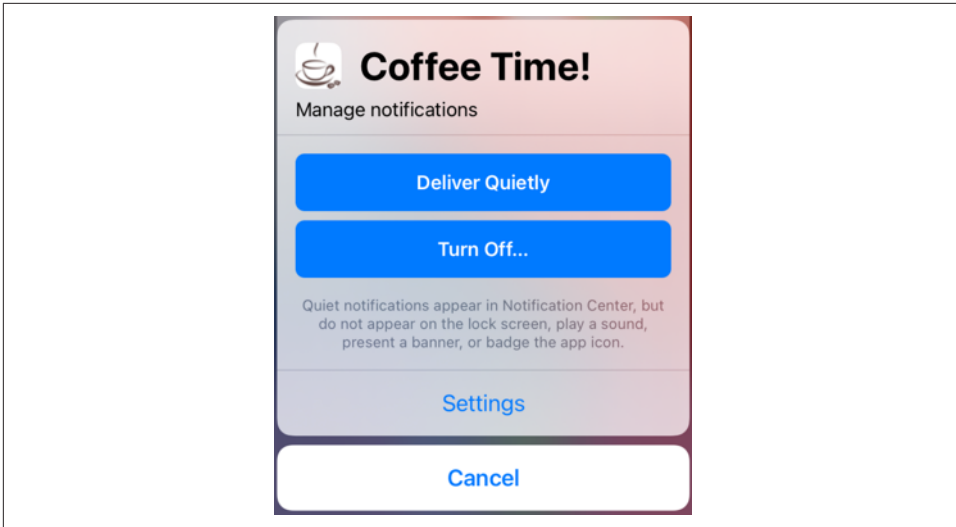 Coffee Time!
Manage notifications
Deliver Quietly
Turn Off...
Quiet notifications appear in Notification Center, but
do not appear on the lock screen, play a sound,
present a banner, or badge the app icon.
Settings
Cancel